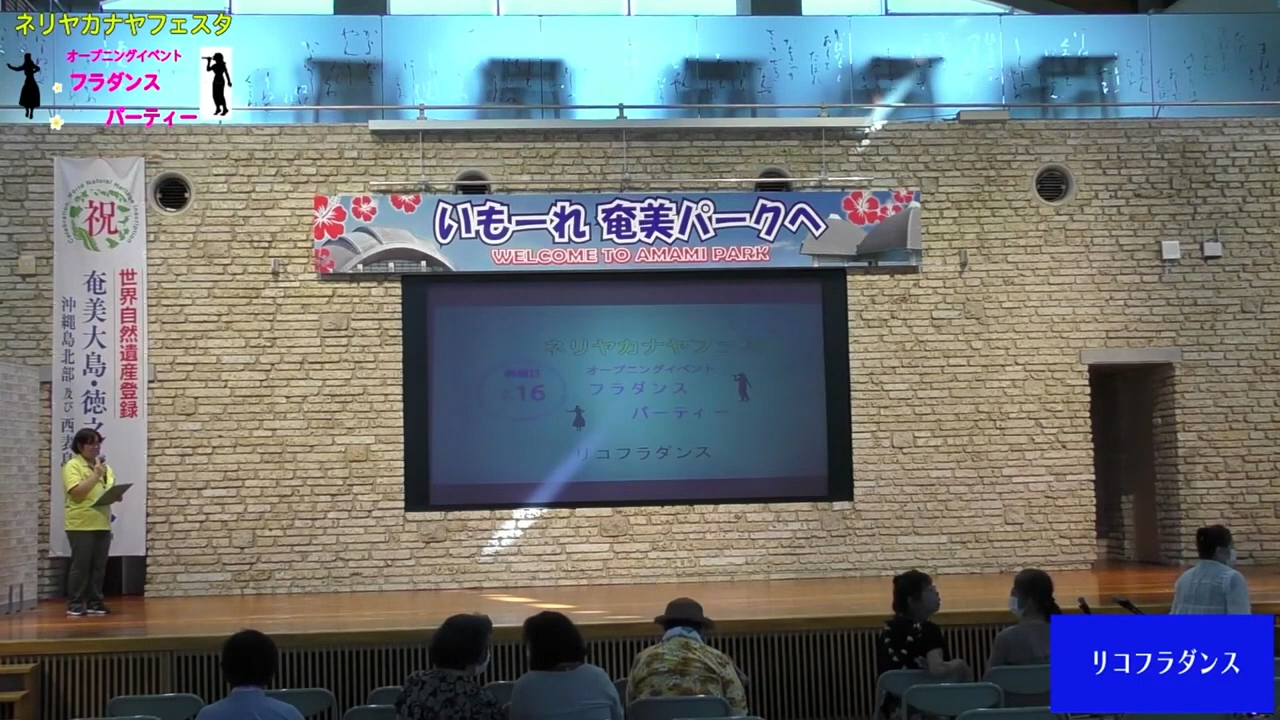 ネリヤカナヤフェスタ
オープニングイベント
フラダンス
パーティー
祝
世界自然遺産登録
奄美大島・徳之
沖縄島北部及び西表島
いもーれ 奄美パークへ
WELCOME TO AMAMI PARK
ネリヤカナヤフェスタ
開催日
16
オープニングイベント
フラダンス
パーティー
リコフラダンス
リコフラダンス